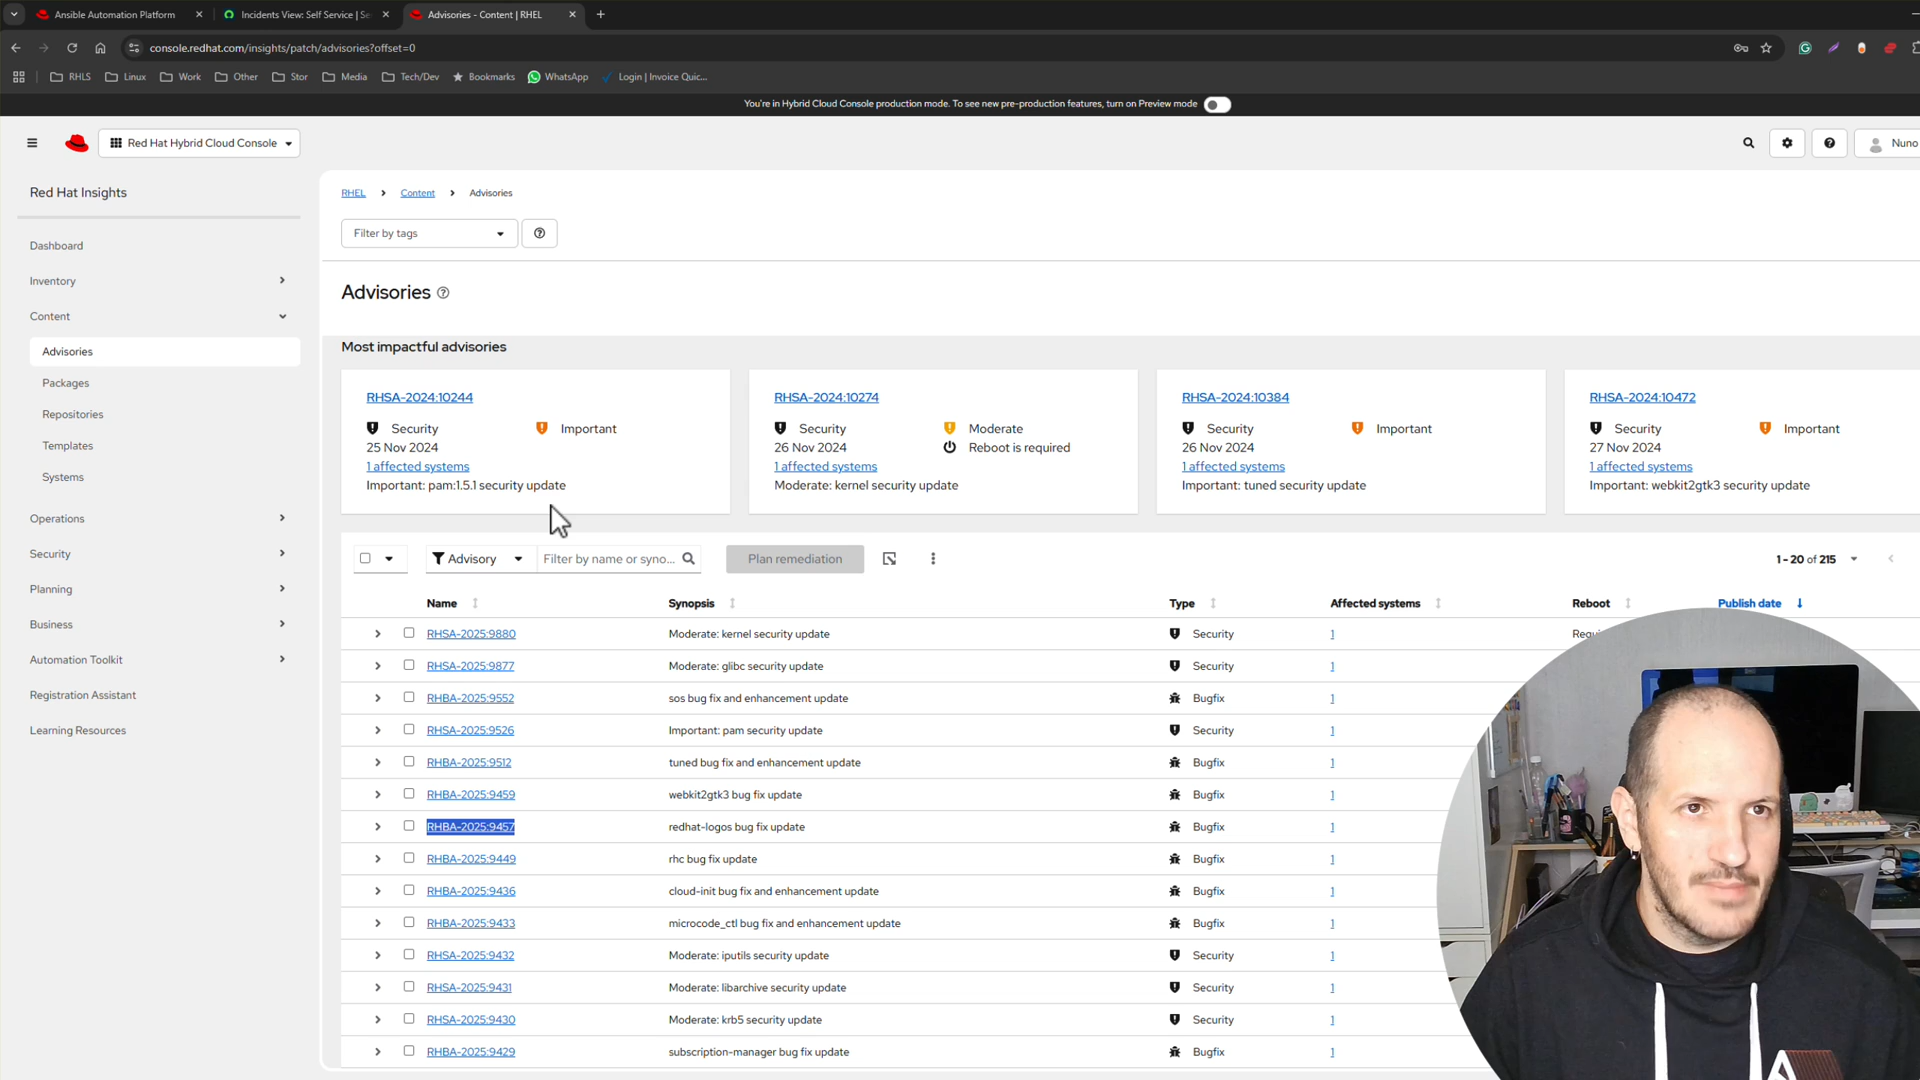 Ansible Automation Platform
Incidents View: Self Service | Se
Advisories - Content | RHEL
console.redhat.com/insights/patch/advisories?offset=0
RHLS
Linux
Work
Other
Stor
Media
Tech/Dev
Bookmarks
WhatsApp
Login | Invoice Quic...
You're in Hybrid Cloud Console production mode. To see new pre-production features, turn on Preview mode
Red Hat Hybrid Cloud Console
Nuno
Red Hat Insights
Dashboard
Inventory
Content
Advisories
Packages
Repositories
Templates
Systems
Operations
Security
Planning
Business
Automation Toolkit
Registration Assistant
Learning Resources
RHEL > Content > Advisories
Filter by tags
Advisories
Most impactful advisories
RHSA-2024:10244
Security Important
25 Nov 2024
1 affected systems
Important: pam:1.5.1 security update
RHSA-2024:10274
Security Moderate
26 Nov 2024 Reboot is required
1 affected systems
Moderate: kernel security update
RHSA-2024:10384
Security Important
26 Nov 2024
1 affected systems
Important: tuned security update
RHSA-2024:10472
Security Important
27 Nov 2024
1 affected systems
Important: webkit2gtk3 security update
Advisory Filter by name or syno... Plan remediation 1 - 20 of 215
Name Synopsis Type Affected systems Reboot Publish date
RHSA-2025:9880 Moderate: kernel security update Security 1
RHSA-2025:9877 Moderate: glibc security update Security 1
RHBA-2025:9552 sos bug fix and enhancement update Bugfix 1
RHSA-2025:9526 Important: pam security update Security 1
RHBA-2025:9512 tuned bug fix and enhancement update Bugfix 1
RHBA-2025:9459 webkit2gtk3 bug fix update Bugfix 1
RHBA-2025:9457 redhat-logos bug fix update Bugfix 1
RHBA-2025:9449 rhc bug fix update Bugfix 1
RHBA-2025:9436 cloud-init bug fix and enhancement update Bugfix 1
RHBA-2025:9433 microcode_ctl bug fix and enhancement update Bugfix 1
RHSA-2025:9432 Moderate: iputils security update Security 1
RHSA-2025:9431 Moderate: libarchive security update Security 1
RHSA-2025:9430 Moderate: krb5 security update Security 1
RHBA-2025:9429 subscription-manager bug fix update Bugfix 1